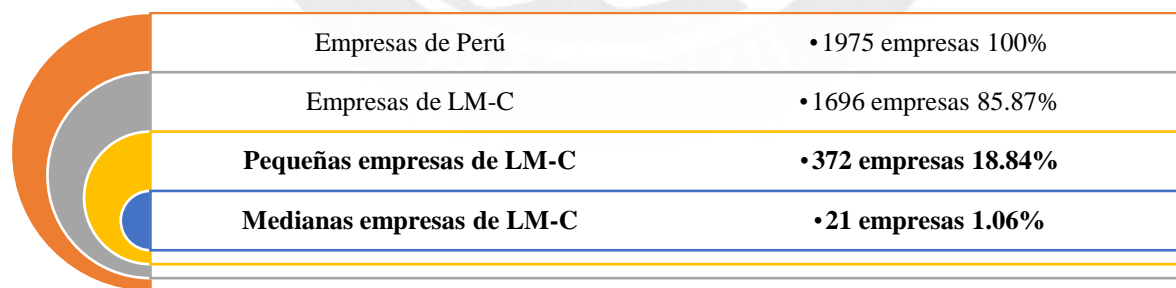 Empresas de Perú •1975 empresas 100%
Empresas de LM-C •1696 empresas 85.87%
Pequeñas empresas de LM-C •372 empresas 18.84%
Medianas empresas de LM-C •21 empresas 1.06%